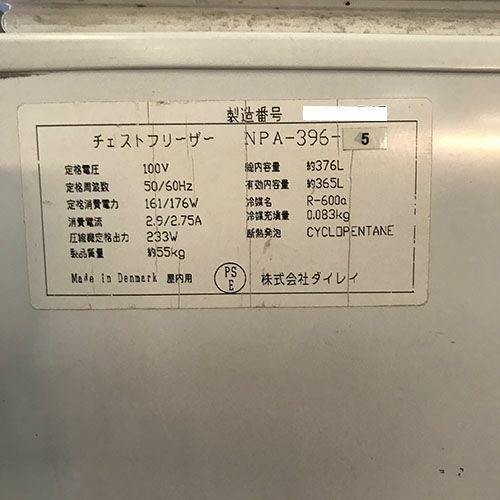 製造番号
チェストフリーザー NPA-396-5
定格電圧 100V 総内容量 約376L
定格周波数 50/60Hz 有効内容量 約365L
定格消費電力 161/176W 冷媒名 R-600a
消費電流 2.9/2.75A 冷媒充填量 0.083kg
圧縮機定格出力 233W 断熱発泡 CYCLOPENTANE
製品質量 約55kg
Made in Denmark 屋内用 PSE 株式会社ダイレイ